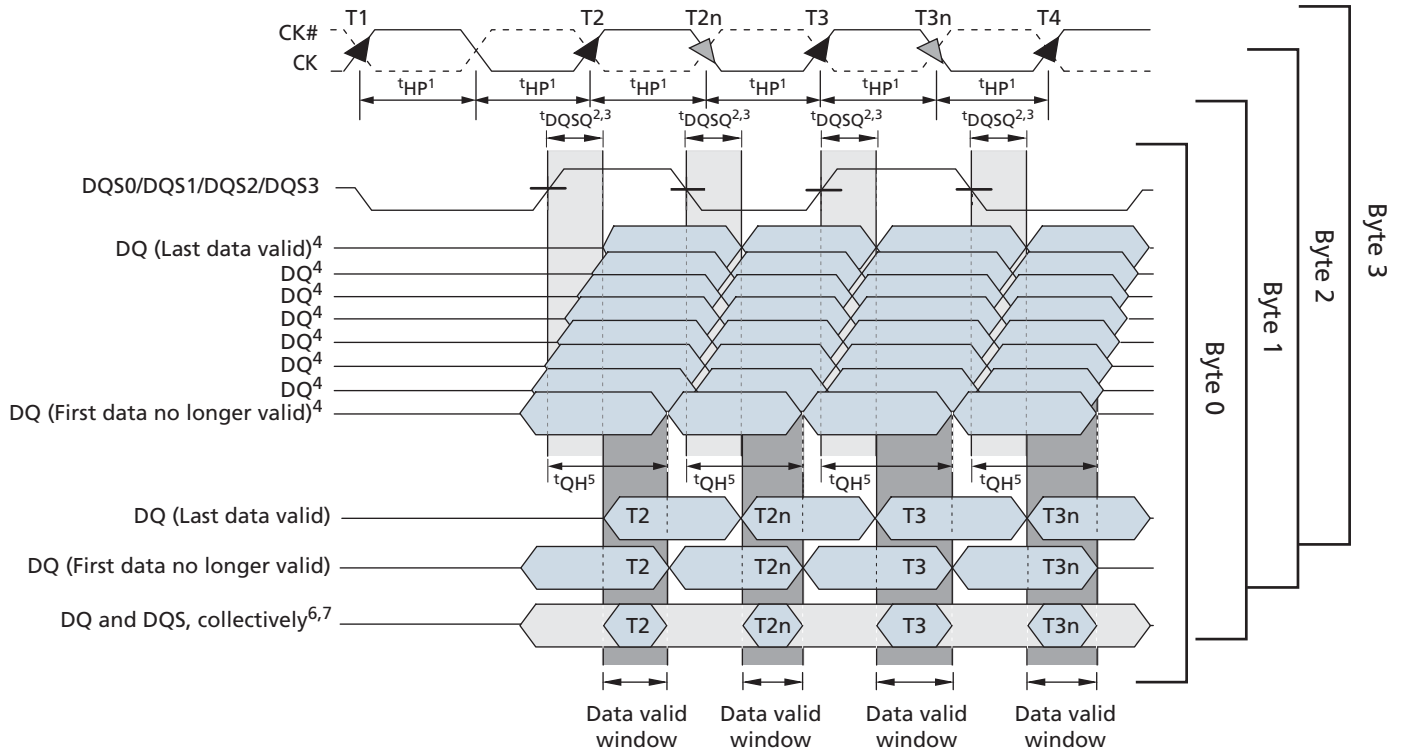 T1 T2 T2n T3 T3n T4
CK#
CK
tHP1 tHP1 tHP1 tHP1 tHP1 tHP1
tDQSQ2,3 tDQSQ2,3 tDQSQ2,3 tDQSQ2,3
DQS0/DQS1/DQS2/DQS3
DQ (Last data valid)4
DQ4
DQ4
DQ4
DQ4
DQ4
DQ4
DQ (First data no longer valid)4
tQH5 tQH5 tQH5 tQH5
DQ (Last data valid) T2 T2n T3 T3n
DQ (First data no longer valid) T2 T2n T3 T3n
DQ and DQS, collectively6,7 T2 T2n T3 T3n
Data valid window
Data valid window
Data valid window
Data valid window
Byte 0
Byte 1
Byte 2
Byte 3